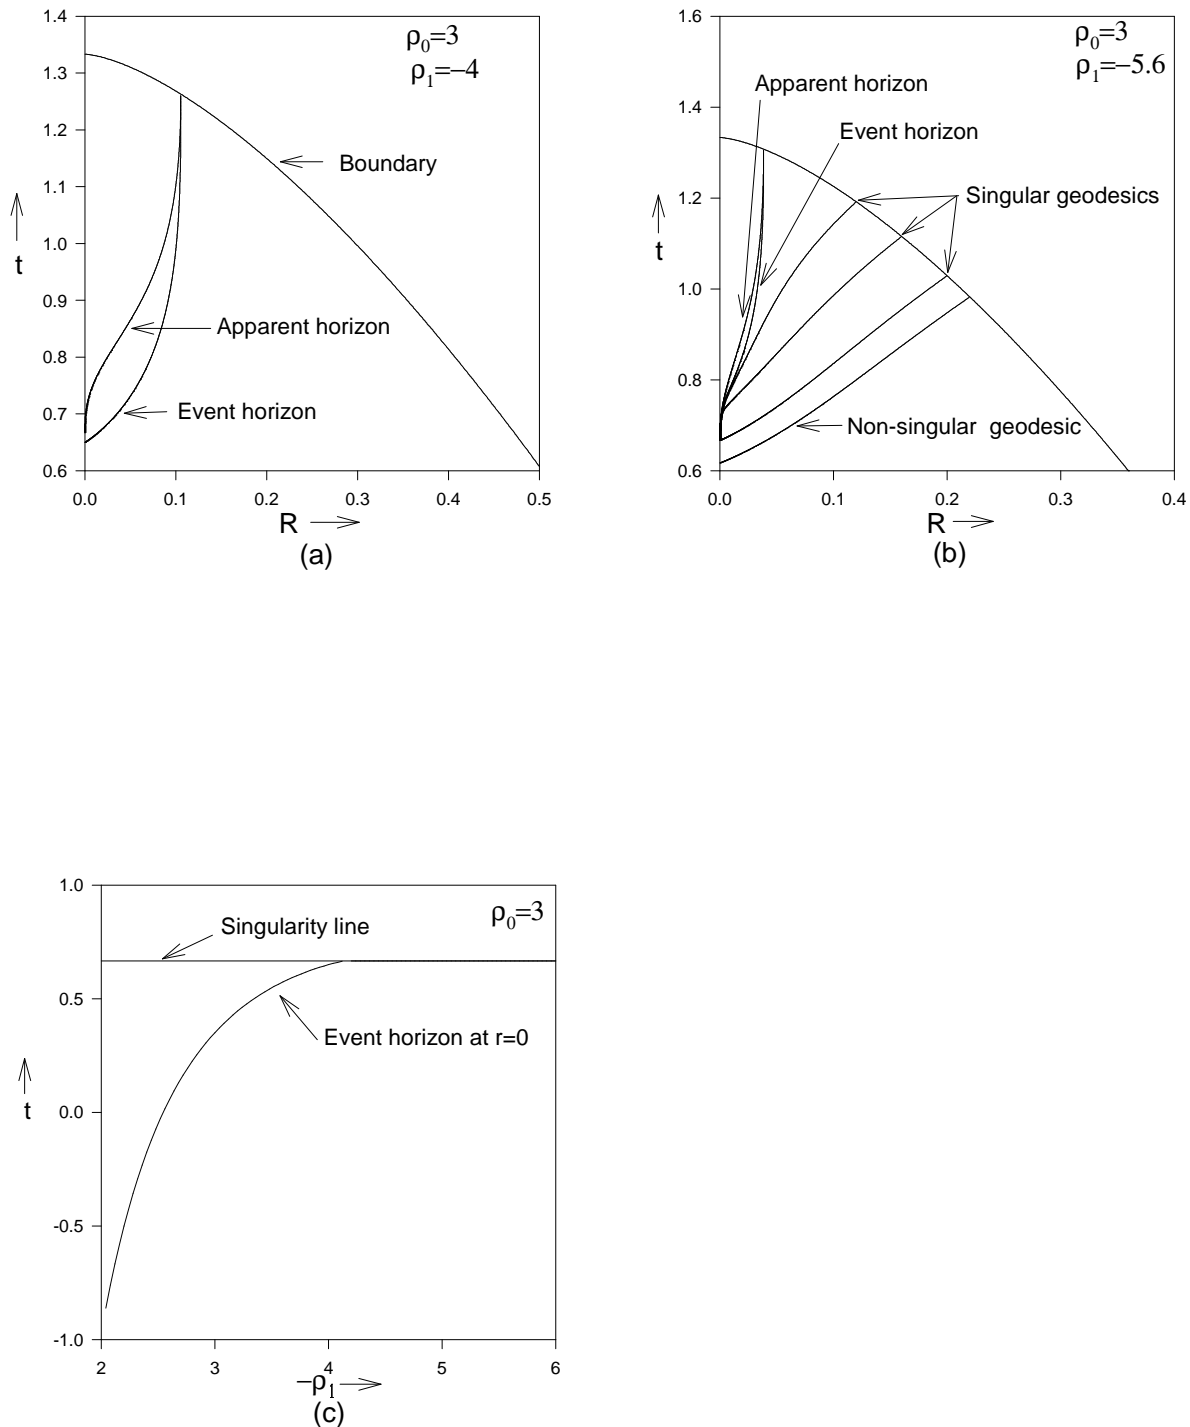 1.4
1.3
1.2
1.1
1.0
0.9
0.8
0.7
0.6
t
ρ0=3
ρ1=−4
Boundary
Apparent horizon
Event horizon
0.0 0.1 0.2 0.3 0.4 0.5
R
(a)
1.6
1.4
1.2
1.0
0.8
0.6
t
ρ0=3
ρ1=−5.6
Apparent horizon
Event horizon
Singular geodesics
Non-singular geodesic
0.0 0.1 0.2 0.3 0.4
R
(b)
1.0
0.5
0.0
-0.5
-1.0
t
ρ0=3
Singularity line
Event horizon at r=0
2 3 4 5 6
−ρ1
(c)